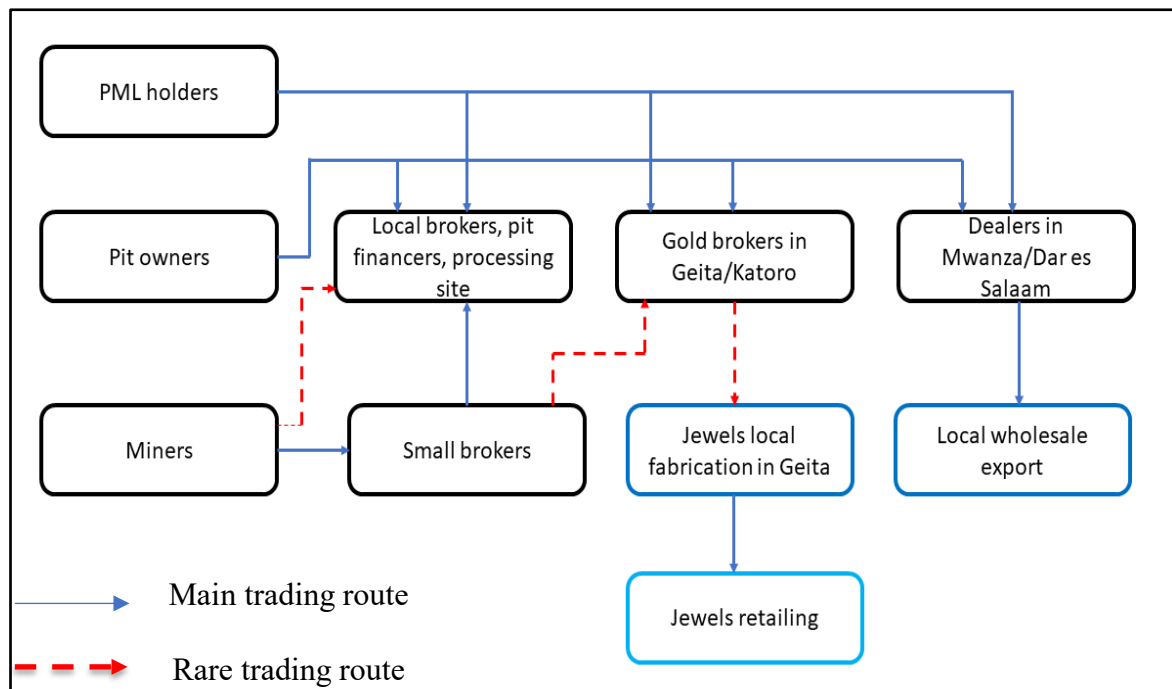 PML holders
Pit owners
Local brokers, pit
financers, processing
site
Gold brokers in
Geita/Katoro
Dealers in
Mwanza/Dar es
Salaam
Miners
Small brokers
Jewels local
fabrication in Geita
Local wholesale
export
Jewels retailing
Main trading route
Rare trading route